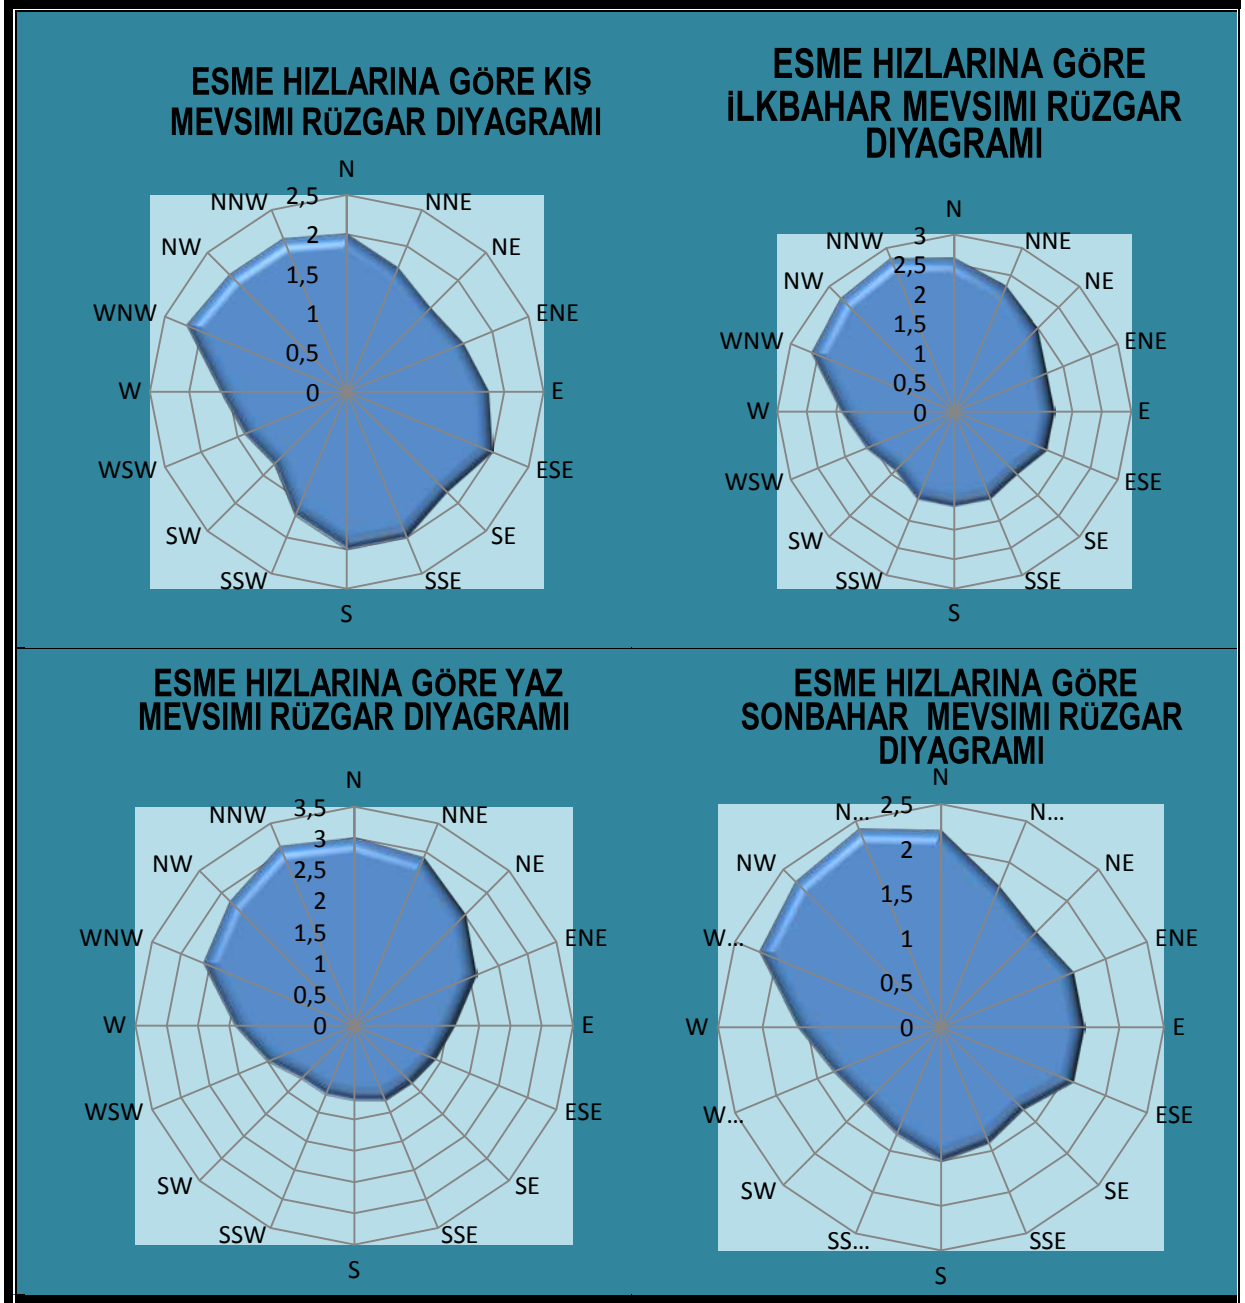 ESME HIZLARINA GÖRE KIŞ
MEVSIMI RÜZGAR DIYAGRAMI
N
NNE
NE
ENE
E
ESE
SE
SSE
S
SSW
SW
WSW
W
WNW
NW
NNW
2,5
2
1,5
1
0,5
0
ESME HIZLARINA GÖRE
İLKBAHAR MEVSIMI RÜZGAR
DIYAGRAMI
N
NNE
NE
ENE
E
ESE
SE
SSE
S
SSW
SW
WSW
W
WNW
NW
NNW
3
2,5
2
1,5
1
0,5
0
ESME HIZLARINA GÖRE YAZ
MEVSIMI RÜZGAR DIYAGRAMI
N
NNE
NE
ENE
E
ESE
SE
SSE
S
SSW
SW
WSW
W
WNW
NW
NNW
3,5
3
2,5
2
1,5
1
0,5
0
ESME HIZLARINA GÖRE
SONBAHAR MEVSIMI RÜZGAR
DIYAGRAMI
N
N...
NE
ENE
E
ESE
SE
SSE
S
SS...
SW
W...
W
W...
NW
N...
2,5
2
1,5
1
0,5
0